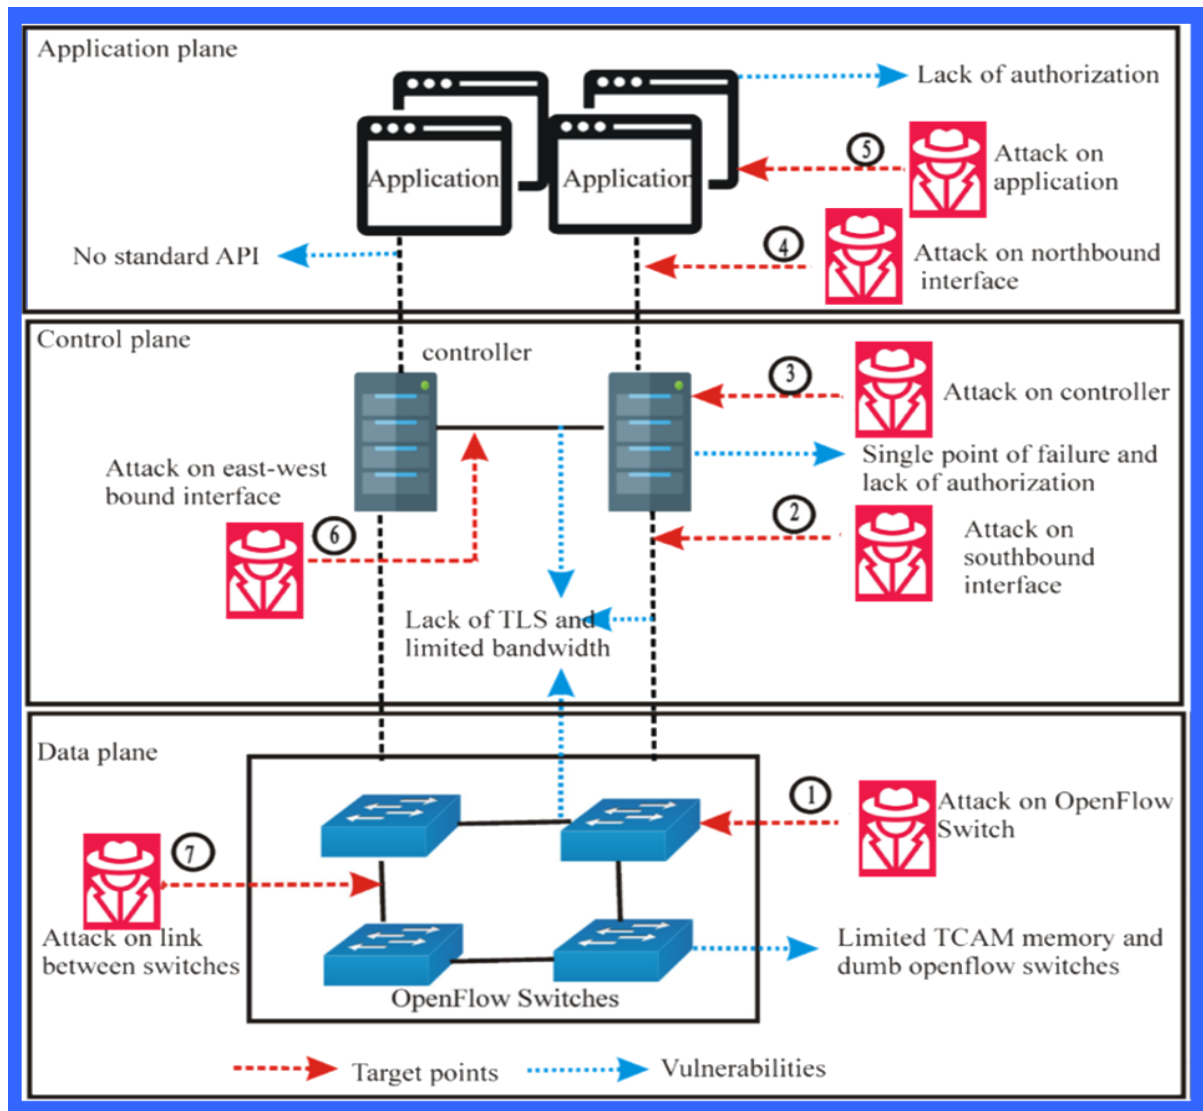 Application plane
Lack of authorization
5
Attack on
application
Application
Application
No standard API
4
Attack on northbound
interface
Control plane
controller
3
Attack on controller
Attack on east-west
bound interface
Single point of failure and
lack of authorization
2
6
Attack on
southbound
interface
Lack of TLS and
limited bandwidth
Data plane
1
Attack on OpenFlow
Switch
7
Attack on link
between switches
Limited TCAM memory and
dumb openflow switches
OpenFlow Switches
Target points
Vulnerabilities